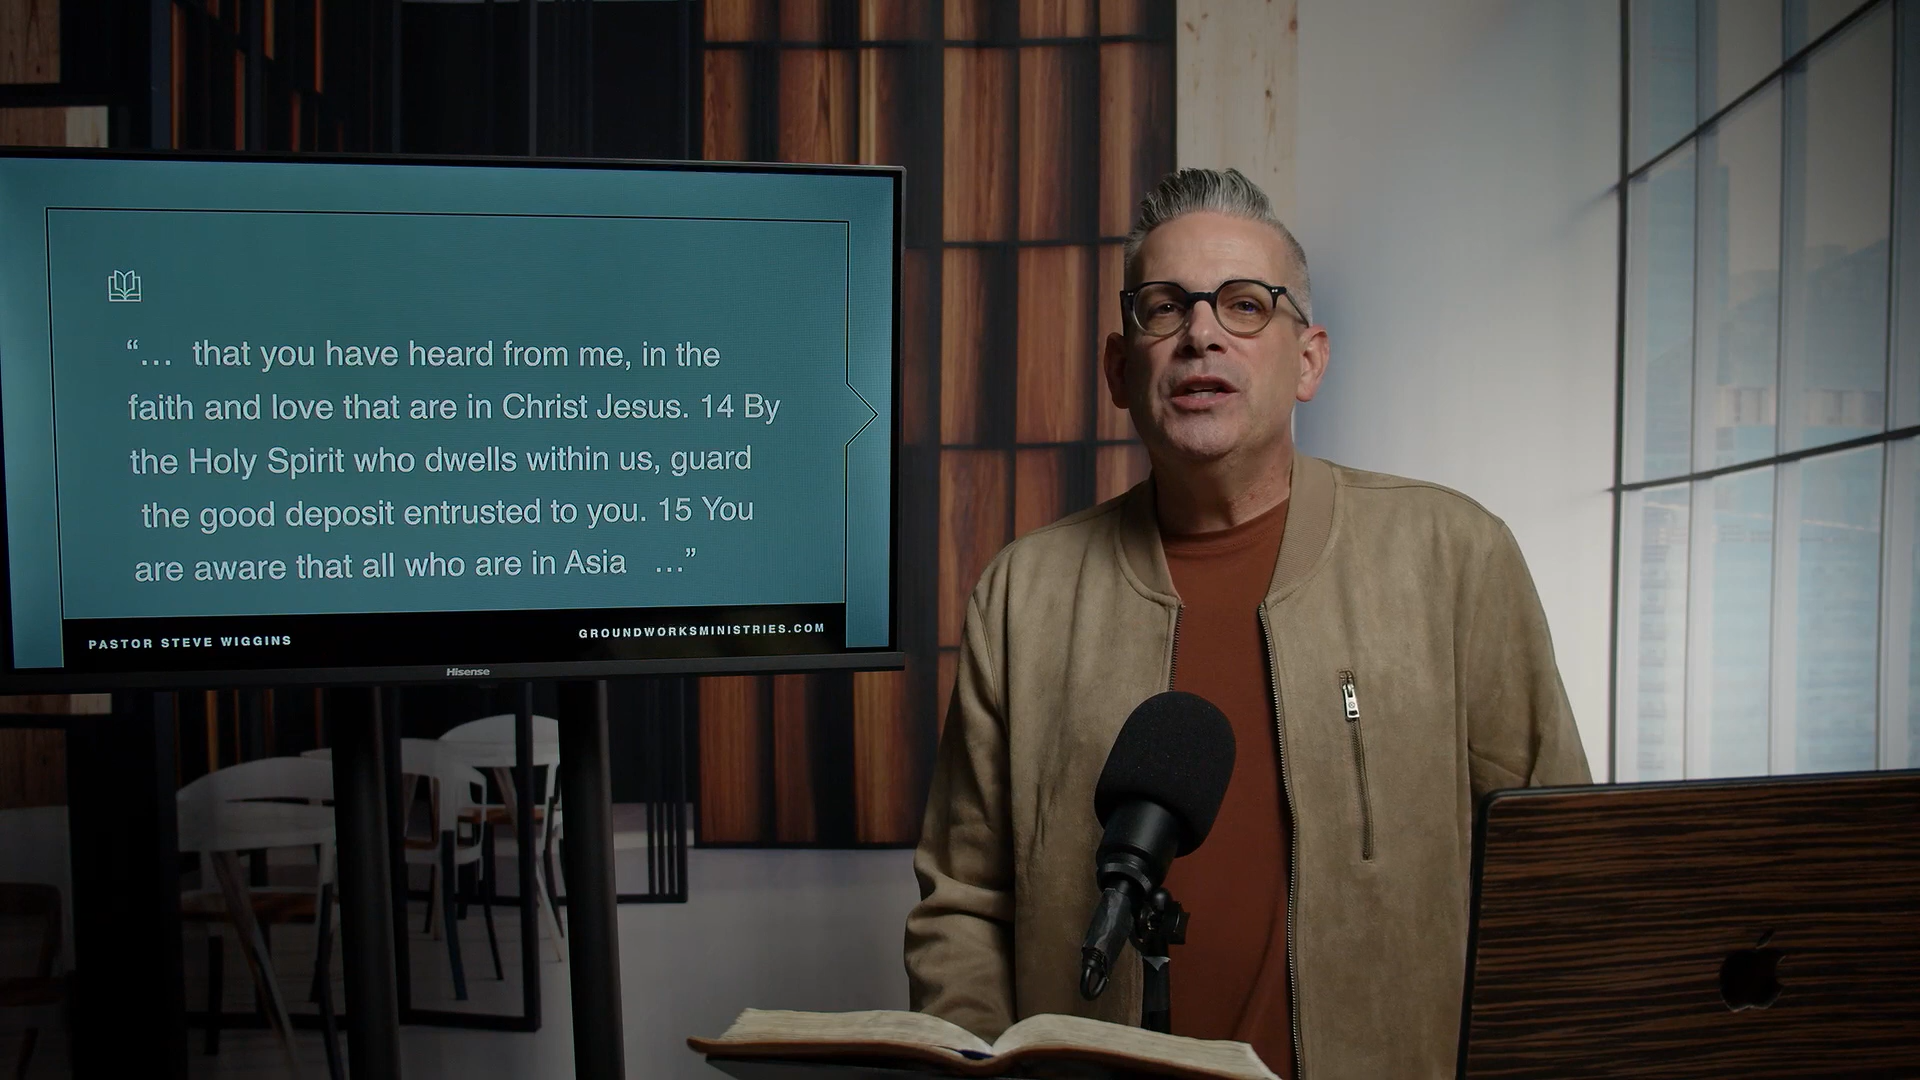 “… that you have heard from me, in the
faith and love that are in Christ Jesus. 14 By
the Holy Spirit who dwells within us, guard
the good deposit entrusted to you. 15 You
are aware that all who are in Asia …”
PASTOR STEVE WIGGINS
GROUNDWORKSMINISTRIES.COM
Hisense